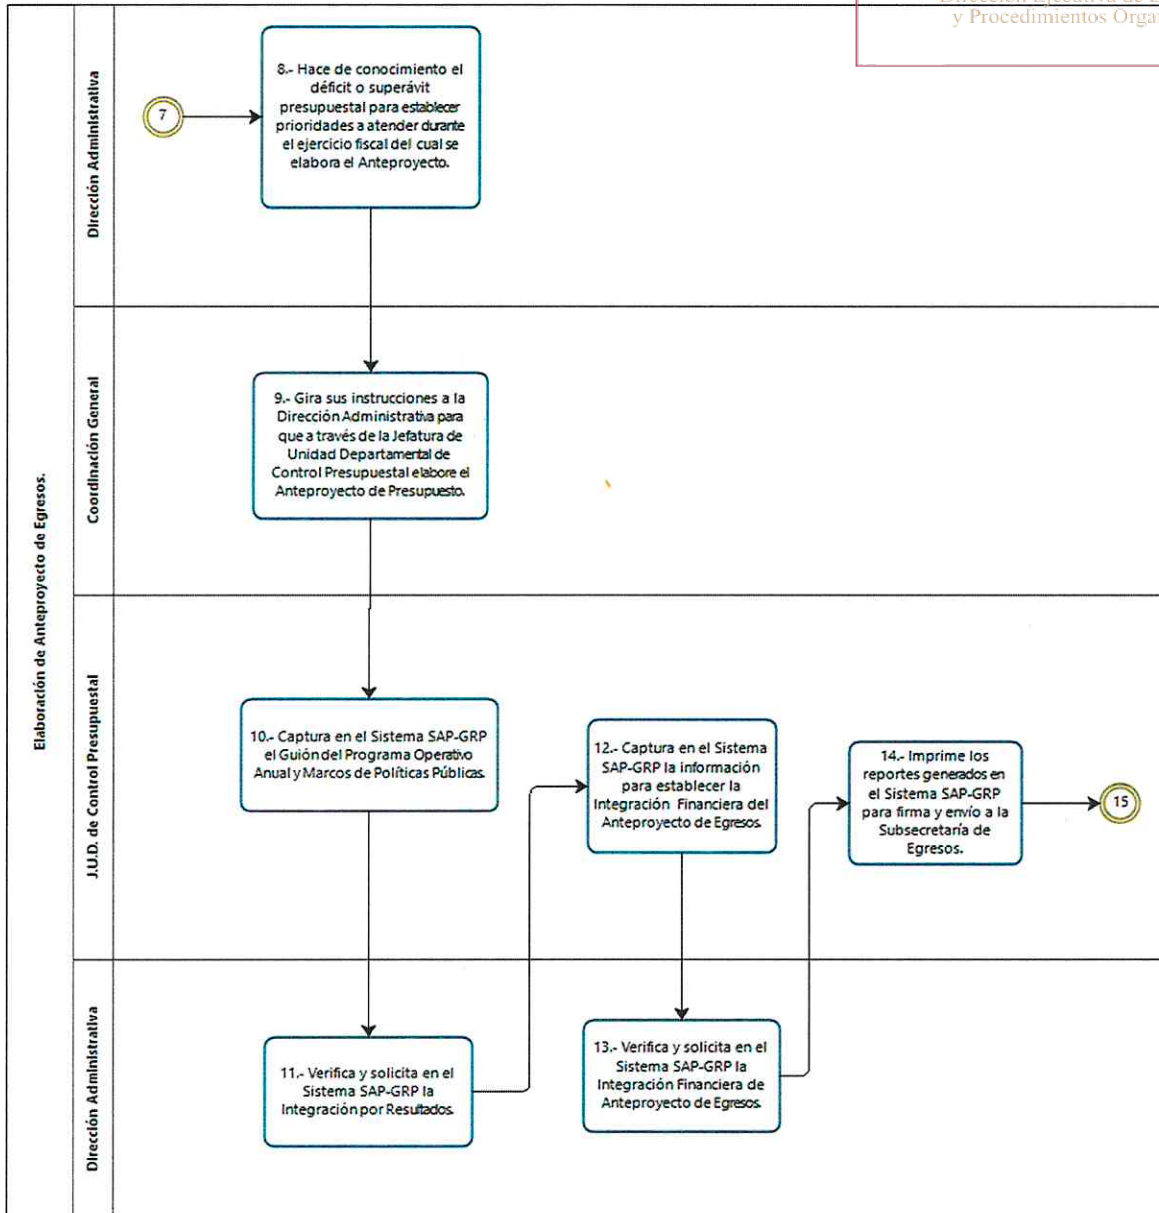 y Procedimientos Orga
Elaboración de Anteproyecto de Egresos.
Dirección Administrativa
7
8.- Hace de conocimiento el
déficit o superávit
presupuestal para establecer
prioridades a atender durante
el ejercicio fiscal del cual se
elabora el Anteproyecto.
Coordinación General
9.- Gira sus instrucciones a la
Dirección Administrativa para
que a través de la Jefatura de
Unidad Departamental de
Control Presupuestal elabore el
Anteproyecto de Presupuesto.
J.U.D. de Control Presupuestal
10.- Captura en el Sistema SAP-GRP
el Guión del Programa Operativo
Anual y Marcos de Políticas Públicas.
12.- Captura en el Sistema
SAP-GRP la información
para establecer la
Integración Financiera del
Anteproyecto de Egresos.
14.- Imprime los
reportes generados en
el Sistema SAP-GRP
para firma y envío a la
Subsecretaría de
Egresos.
15
Dirección Administrativa
11.- Verifica y solicita en el
Sistema SAP-GRP la
Integración por Resultados.
13.- Verifica y solicita en el
Sistema SAP-GRP la
Integración Financiera de
Anteproyecto de Egresos.